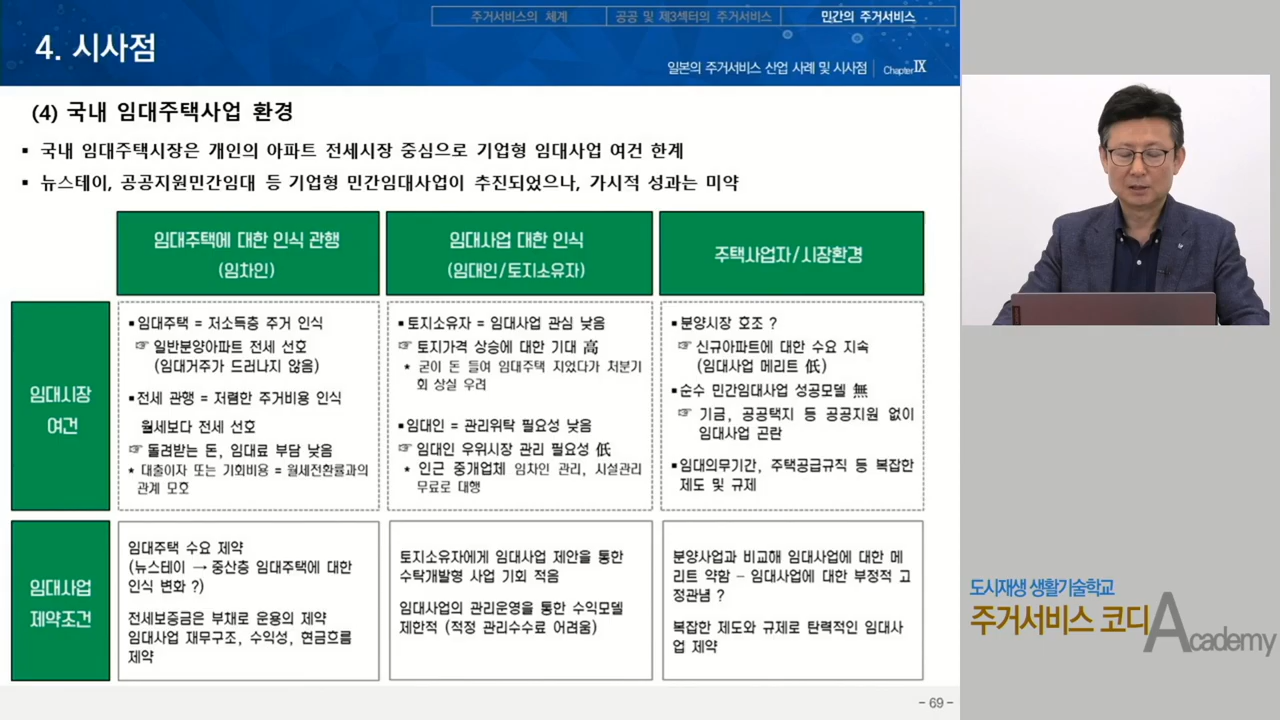 주거서비스의 체계
공공 및 제3섹터의 주거서비스
민간의 주거서비스
4. 시사점
일본의 주거서비스 산업 사례 및 시사점 Chapter Ⅸ
(4) 국내 임대주택사업 환경
▪ 국내 임대주택시장은 개인의 아파트 전세시장 중심으로 기업형 임대사업 여건 한계
▪ 뉴스테이, 공공지원민간임대 등 기업형 민간임대사업이 추진되었으나, 가시적 성과는 미약
임대주택에 대한 인식 관행
(임차인)
임대사업 대한 인식
(임대인/토지소유자)
주택사업자/시장환경
임대시장
여건
▪임대주택 = 저소득층 주거 인식
☞ 일반분양아파트 전세 선호
(임대거주가 드러나지 않음)
▪전세 관행 = 저렴한 주거비용 인식
월세보다 전세 선호
☞ 돌려받는 돈, 임대료 부담 낮음
* 대출이자 또는 기회비용 = 월세전환률과의
관계 모호
▪토지소유자 = 임대사업 관심 낮음
☞ 토지가격 상승에 대한 기대 高
* 굳이 돈 들여 임대주택 지었다가 처분기
회 상실 우려
▪임대인 = 관리위탁 필요성 낮음
☞ 임대인 우위시장 관리 필요성 低
* 인근 중개업체 임차인 관리, 시설관리
무료로 대행
▪분양시장 호조 ?
☞ 신규아파트에 대한 수요 지속
(임대사업 메리트 低)
▪순수 민간임대사업 성공모델 無
☞ 기금, 공공택지 등 공공지원 없이
임대사업 곤란
▪임대의무기간, 주택공급규칙 등 복잡한
제도 및 규제
임대사업
제약조건
임대주택 수요 제약
(뉴스테이 → 중산층 임대주택에 대한
인식 변화 ?)
전세보증금은 부채로 운용의 제약
임대사업 재무구조, 수익성, 현금흐름
제약
토지소유자에게 임대사업 제안을 통한
수탁개발형 사업 기회 적음
임대사업의 관리운영을 통한 수익모델
제안적 (적정 관리수수료 어려움)
분양사업과 비교해 임대사업에 대한 메
리트 약함 – 임대사업에 대한 부정적 고
정관념 ?
복잡한 제도와 규제로 탄력적인 임대사
업 제약
- 69 -
도시재생 생활기술학교
주거서비스 코디 Academy